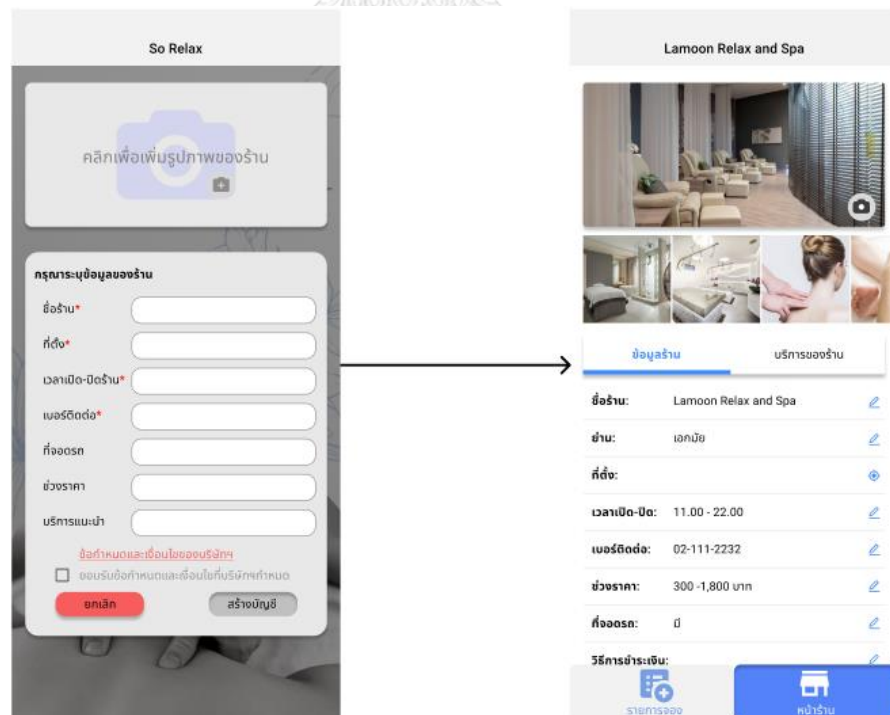 So Relax
คลิกเพื่อเพิ่มรูปภาพของร้าน
กรุณาระบุข้อมูลของร้าน
ชื่อร้าน*
ที่ตั้ง*
เวลาเปิด-ปิดร้าน*
เบอร์ติดต่อ*
ที่จอดรถ
ช่วงราคา
บริการแนะนำ
ข้อกำหนดและเงื่อนไขของบริษัทฯ
ยอมรับข้อกำหนดและเงื่อนไขที่บริษัทฯกำหนด
ยกเลิก
สร้างบัญชี
Lamoon Relax and Spa
ข้อมูลร้าน
บริการของร้าน
ชื่อร้าน: Lamoon Relax and Spa
ย่าน: เอกมัย
ที่ตั้ง:
เวลาเปิด-ปิด: 11.00 - 22.00
เบอร์ติดต่อ: 02-111-2232
ช่วงราคา: 300 -1,800 บาท
ที่จอดรถ: มี
วิธีการชำระเงิน:
รายการจอง
หน้าร้าน